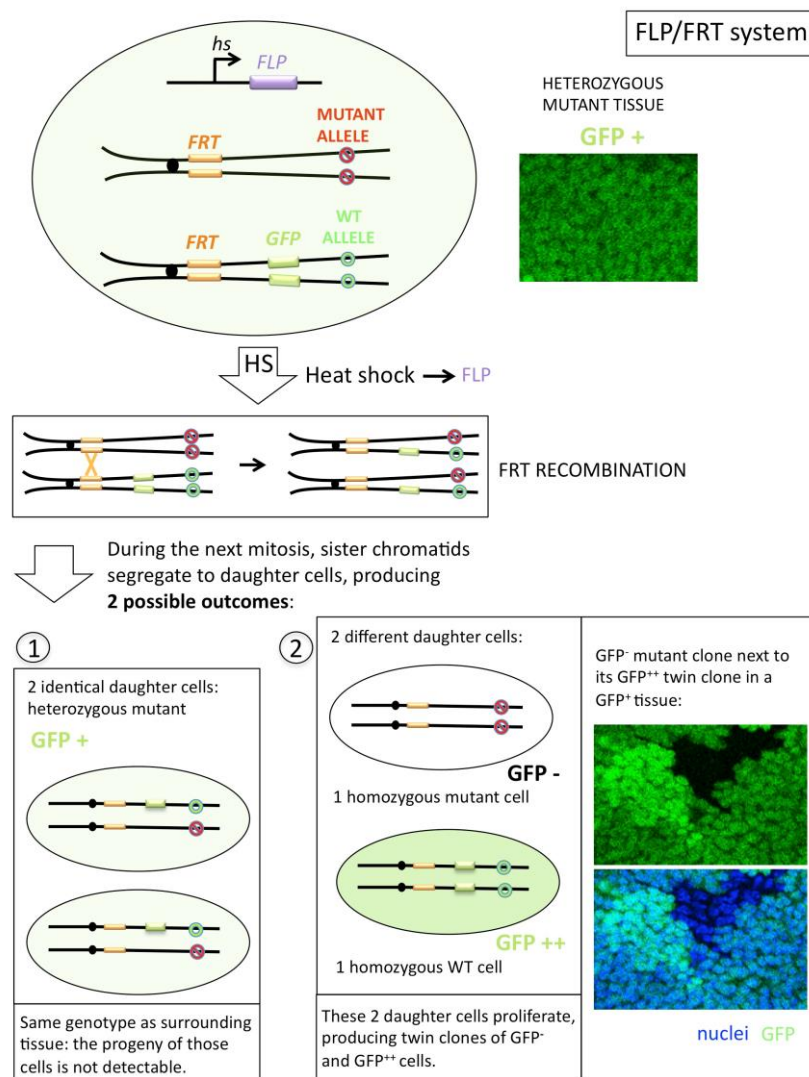 FLP/FRT system
hs
FLP
HETEROZYGOUS
MUTANT TISSUE
GFP +
MUTANT
ALLELE
FRT
WT
ALLELE
FRT
GFP
HS
Heat shock → FLP
FRT RECOMBINATION
During the next mitosis, sister chromatids
segregate to daughter cells, producing
2 possible outcomes:
1
2 identical daughter cells:
heterozygous mutant
GFP +
Same genotype as surrounding
tissue: the progeny of those
cells is not detectable.
2
2 different daughter cells:
GFP -
1 homozygous mutant cell
GFP ++
1 homozygous WT cell
These 2 daughter cells proliferate,
producing twin clones of GFP⁻
and GFP⁺⁺ cells.
GFP⁻ mutant clone next to
its GFP⁺⁺ twin clone in a
GFP⁺ tissue:
nuclei GFP